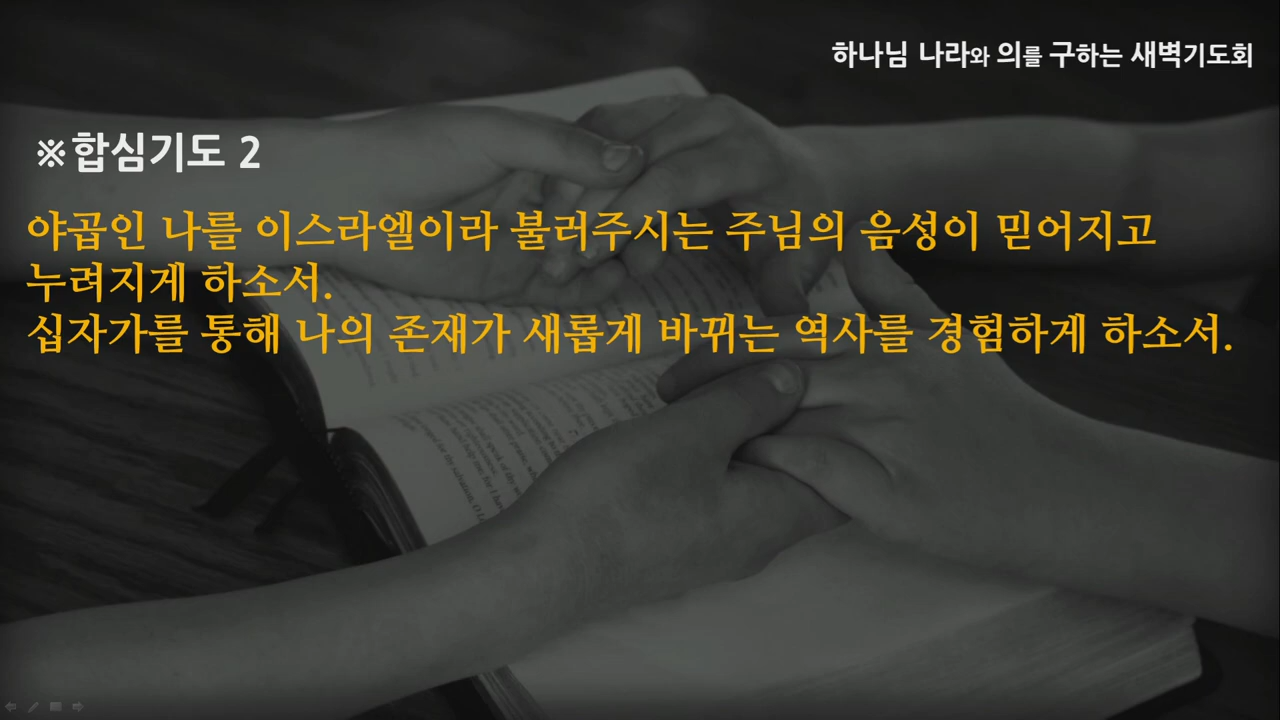 하나님 나라와 의를 구하는 새벽기도회
※합심기도 2
야곱인 나를 이스라엘이라 불러주시는 주님의 음성이 믿어지고
누려지게 하소서.
십자가를 통해 나의 존재가 새롭게 바뀌는 역사를 경험하게 하소서.